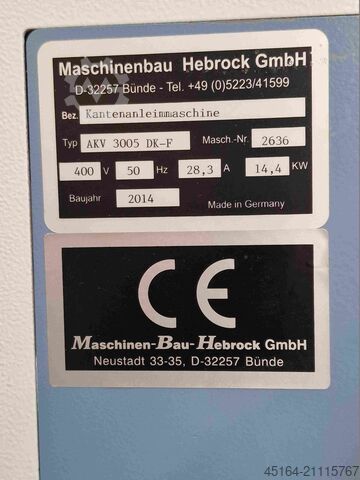 Maschinenbau Hebrock GmbH
D-32257 Bünde - Tel. +49 (0)5223/41599
Bez. Kantenanleimmaschine
Typ AKV 3005 DK-F Masch.-Nr. 2636
400 V 50 Hz 28,3 A 14,4 KW
Baujahr 2014 Made in Germany
CE
Maschinen-Bau-Hebrock GmbH
Neustadt 33-35, D-32257 Bünde
45164-21115767